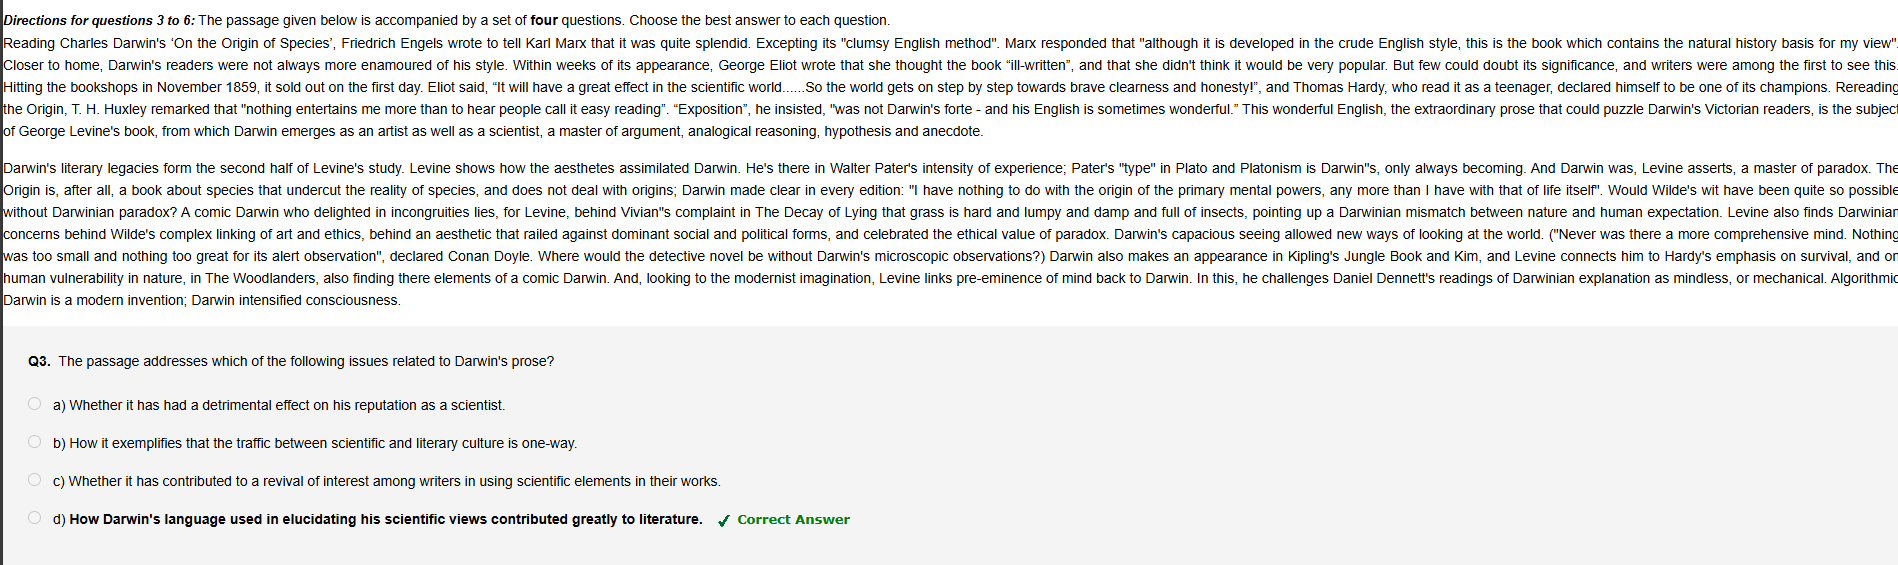 Directions for questions 3 to 6: The passage given below is accompanied by a set of four questions. Choose the best answer to each question.
Reading Charles Darwin's ‘On the Origin of Species’, Friedrich Engels wrote to tell Karl Marx that it was quite splendid. Excepting its "clumsy English method". Marx responded that "although it is developed in the crude English style, this is the book which contains the natural history basis for my view".
Closer to home, Darwin's readers were not always more enamoured of his style. Within weeks of its appearance, George Eliot wrote that she thought the book “ill-written”, and that she didn't think it would be very popular. But few could doubt its significance, and writers were among the first to see this.
Hitting the bookshops in November 1859, it sold out on the first day. Eliot said, “It will have a great effect in the scientific world......So the world gets on step by step towards brave clearness and honesty!”, and Thomas Hardy, who read it as a teenager, declared himself to be one of its champions. Rereading
the Origin, T. H. Huxley remarked that "nothing entertains me more than to hear people call it easy reading”. “Exposition”, he insisted, "was not Darwin's forte - and his English is sometimes wonderful.” This wonderful English, the extraordinary prose that could puzzle Darwin's Victorian readers, is the subject
of George Levine's book, from which Darwin emerges as an artist as well as a scientist, a master of argument, analogical reasoning, hypothesis and anecdote.
Darwin's literary legacies form the second half of Levine's study. Levine shows how the aesthetes assimilated Darwin. He's there in Walter Pater's intensity of experience; Pater's "type" in Plato and Platonism is Darwin"s, only always becoming. And Darwin was, Levine asserts, a master of paradox. The
Origin is, after all, a book about species that undercut the reality of species, and does not deal with origins; Darwin made clear in every edition: "I have nothing to do with the origin of the primary mental powers, any more than I have with that of life itself". Would Wilde's wit have been quite so possible
without Darwinian paradox? A comic Darwin who delighted in incongruities lies, for Levine, behind Vivian"s complaint in The Decay of Lying that grass is hard and lumpy and damp and full of insects, pointing up a Darwinian mismatch between nature and human expectation. Levine also finds Darwinian
concerns behind Wilde's complex linking of art and ethics, behind an aesthetic that railed against dominant social and political forms, and celebrated the ethical value of paradox. Darwin's capacious seeing allowed new ways of looking at the world. ("Never was there a more comprehensive mind. Nothing
was too small and nothing too great for its alert observation", declared Conan Doyle. Where would the detective novel be without Darwin's microscopic observations?) Darwin also makes an appearance in Kipling's Jungle Book and Kim, and Levine connects him to Hardy's emphasis on survival, and on
human vulnerability in nature, in The Woodlanders, also finding there elements of a comic Darwin. And, looking to the modernist imagination, Levine links pre-eminence of mind back to Darwin. In this, he challenges Daniel Dennett's readings of Darwinian explanation as mindless, or mechanical. Algorithmic
Darwin is a modern invention; Darwin intensified consciousness.
Q3. The passage addresses which of the following issues related to Darwin's prose?
a) Whether it has had a detrimental effect on his reputation as a scientist.
b) How it exemplifies that the traffic between scientific and literary culture is one-way.
c) Whether it has contributed to a revival of interest among writers in using scientific elements in their works.
d) How Darwin's language used in elucidating his scientific views contributed greatly to literature. ✓ Correct Answer